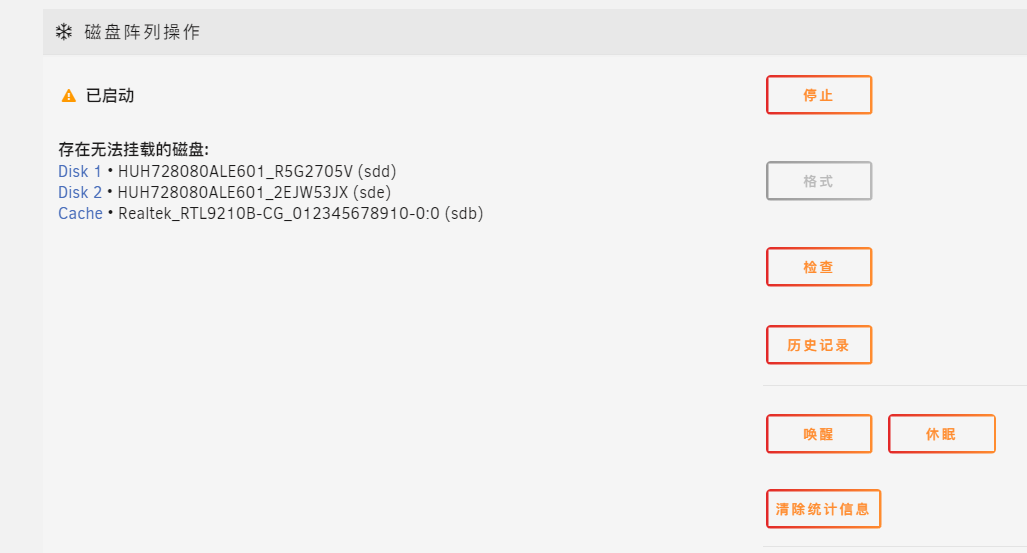 磁盘阵列操作
已启动
停止
存在无法挂载的磁盘:
Disk 1 • HUH728080ALE601_R5G2705V (sdd)
Disk 2 • HUH728080ALE601_2EJW53JX (sde)
Cache • Realtek_RTL9210B-CG_012345678910-0:0 (sdb)
格式
检查
历史记录
唤醒 休眠
清除统计信息